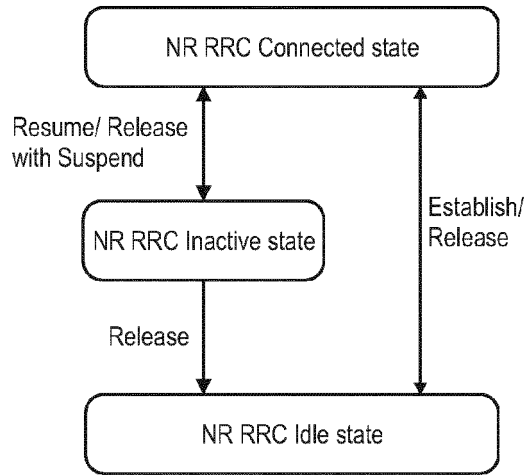 NR RRC Connected state
Resume/ Release
with Suspend
Establish/
Release
NR RRC Inactive state
Release
NR RRC Idle state